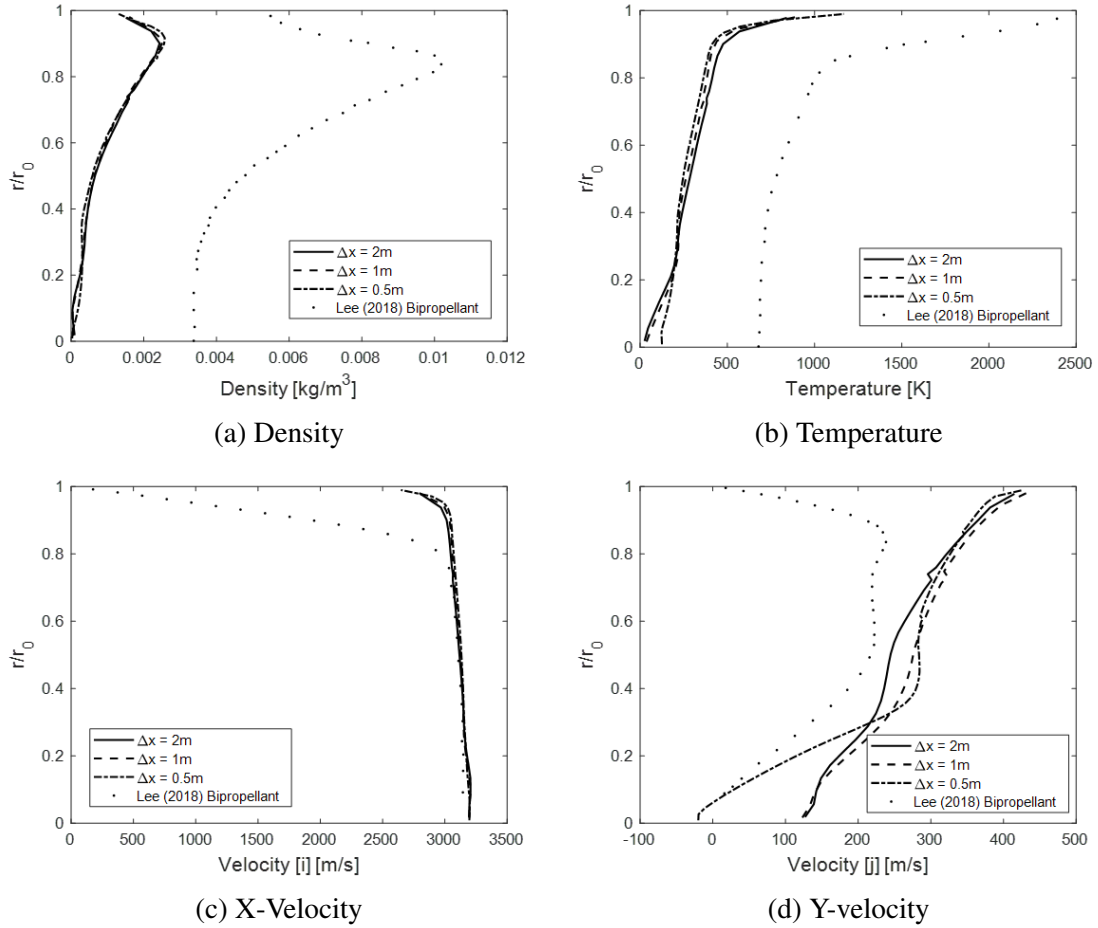 1
0.8
0.6
0.4
0.2
0
r/r0
0 0.002 0.004 0.006 0.008 0.01 0.012
Density [kg/m3]
Δx = 2m
Δx = 1m
Δx = 0.5m
Lee (2018) Bipropellant
(a) Density
1
0.8
0.6
0.4
0.2
0
r/r0
0 500 1000 1500 2000 2500
Temperature [K]
Δx = 2m
Δx = 1m
Δx = 0.5m
Lee (2018) Bipropellant
(b) Temperature
1
0.8
0.6
0.4
0.2
0
r/r0
0 500 1000 1500 2000 2500 3000 3500
Velocity [i] [m/s]
Δx = 2m
Δx = 1m
Δx = 0.5m
Lee (2018) Bipropellant
(c) X-Velocity
1
0.8
0.6
0.4
0.2
0
r/r0
-100 0 100 200 300 400 500
Velocity [j] [m/s]
Δx = 2m
Δx = 1m
Δx = 0.5m
Lee (2018) Bipropellant
(d) Y-velocity